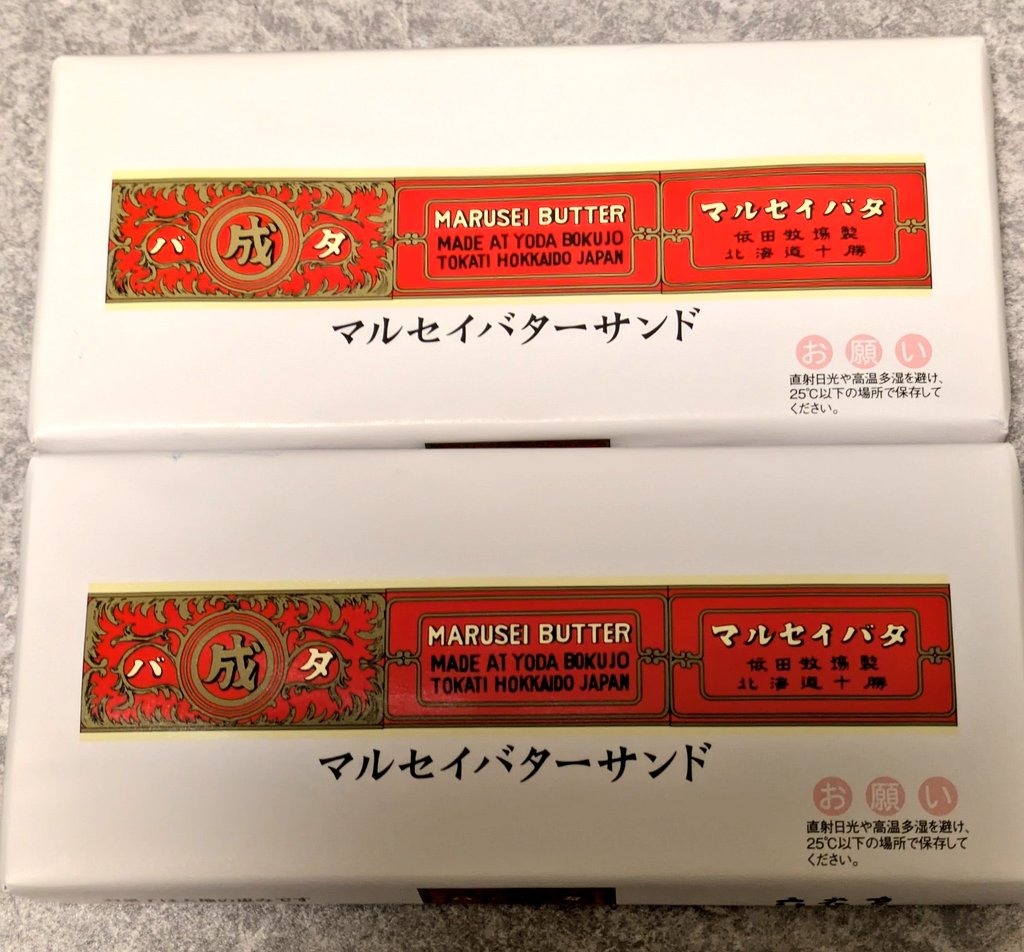 バ 成 タ
MARUSEI BUTTER
MADE AT YODA BOKUJO
TOKATI HOKKAIDO JAPAN
マルセイバタ
依田牧場製
北海道十勝
マルセイバターサンド
お願い
直射日光や高温多湿を避け、
25℃以下の場所で保存して
ください。
バ 成 タ
MARUSEI BUTTER
MADE AT YODA BOKUJO
TOKATI HOKKAIDO JAPAN
マルセイバタ
依田牧場製
北海道十勝
マルセイバターサンド
お願い
直射日光や高温多湿を避け、
25℃以下の場所で保存して
ください。
バ タ